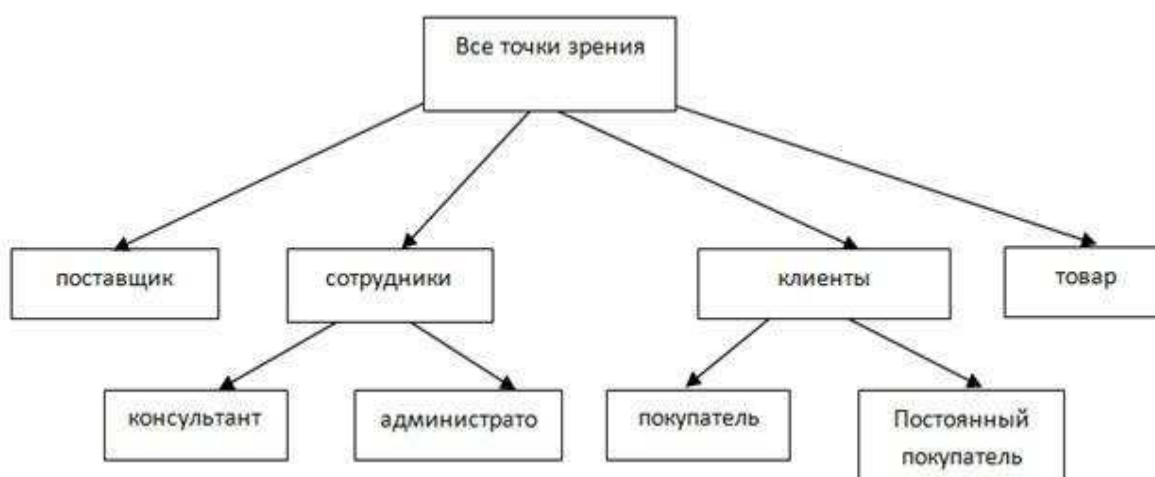 Все точки зрения
поставщик
сотрудники
клиенты
товар
консультант
администрато
покупатель
Постоянный
покупатель